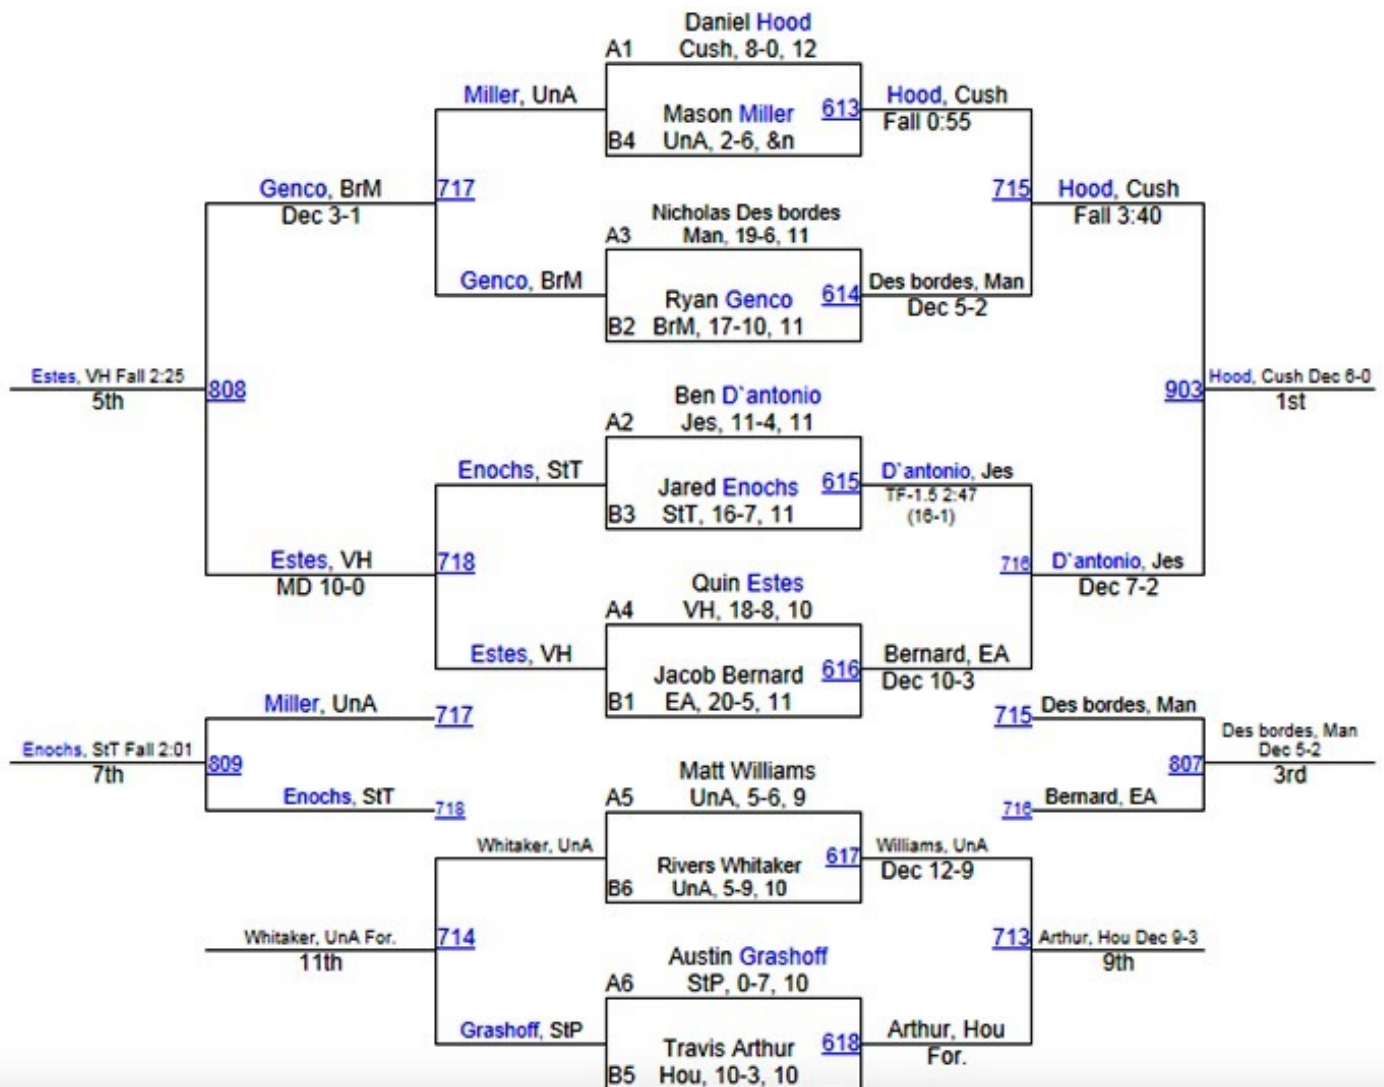 Daniel Hood
A1 Cush, 8-0, 12
Miller, UnA
Mason Miller 613
B4 UnA, 2-6, &n
Hood, Cush
Fall 0:55
Genco, BrM 717
Dec 3-1
715 Hood, Cush
Fall 3:40
Nicholas Des bordes
A3 Man, 19-6, 11
Genco, BrM
Ryan Genco 614
B2 BrM, 17-10, 11
Des bordes, Man
Dec 5-2
Estes, VH Fall 2:25
5th
808
903
Hood, Cush Dec 6-0
1st
Ben D`antonio
A2 Jes, 11-4, 11
Enochs, StT
Jared Enochs 615
B3 StT, 16-7, 11
D`antonio, Jes
TF-1.5 2:47
(16-1)
Estes, VH 718
MD 10-0
716 D`antonio, Jes
Dec 7-2
Quin Estes
A4 VH, 18-8, 10
Estes, VH
Jacob Bernard 616
B1 EA, 20-5, 11
Bernard, EA
Dec 10-3
Miller, UnA 717
715 Des bordes, Man
Enochs, StT Fall 2:01
7th
809
807
Des bordes, Man
Dec 5-2
3rd
Enochs, StT 718
716 Bernard, EA
Matt Williams
A5 UnA, 5-6, 9
Whitaker, UnA
Rivers Whitaker 617
B6 UnA, 5-9, 10
Williams, UnA
Dec 12-9
Whitaker, UnA For.
11th
714
713
Arthur, Hou Dec 9-3
9th
Austin Grashoff
A6 StP, 0-7, 10
Grashoff, StP
Travis Arthur 618
B5 Hou, 10-3, 10
Arthur, Hou
For.